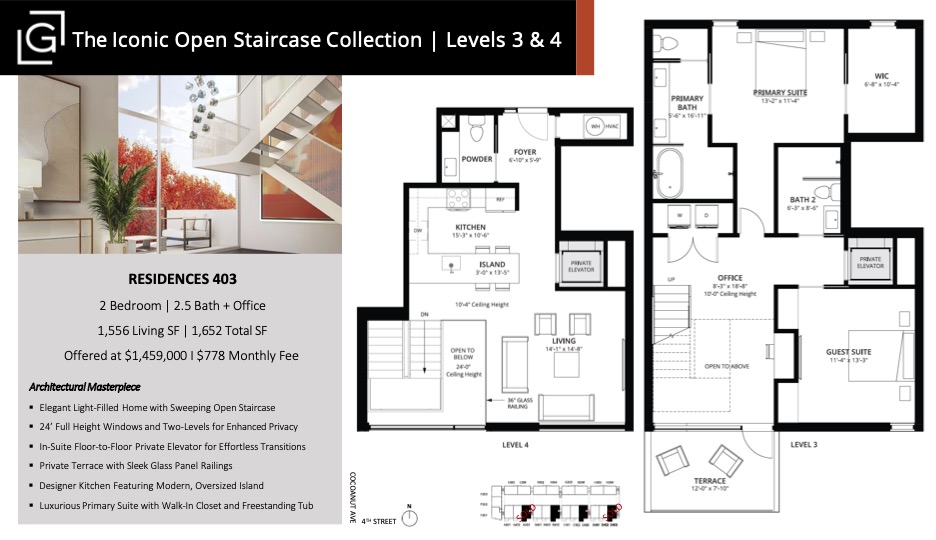 G
The Iconic Open Staircase Collection | Levels 3 & 4
RESIDENCES 403
2 Bedroom | 2.5 Bath + Office
1,556 Living SF | 1,652 Total SF
Offered at $1,459,000 I $778 Monthly Fee
Architectural Masterpiece
▪ Elegant Light-Filled Home with Sweeping Open Staircase
▪ 24' Full Height Windows and Two-Levels for Enhanced Privacy
▪ In-Suite Floor-to-Floor Private Elevator for Effortless Transitions
▪ Private Terrace with Sleek Glass Panel Railings
▪ Designer Kitchen Featuring Modern, Oversized Island
▪ Luxurious Primary Suite with Walk-In Closet and Freestanding Tub
POWDER
FOYER
6'-10" x 5'-9"
WH
HVAC
REF
DW
KITCHEN
15'-3" x 10'-6"
ISLAND
3'-0" x 13'-5"
PRIVATE
ELEVATOR
10'-4" Ceiling Height
DN
OPEN TO
BELOW
24'-0"
Ceiling Height
LIVING
14'-1" x 14'-8"
36" GLASS
RAILING
LEVEL 4
PRIMARY SUITE
13'-2" x 11'-4"
WIC
6'-8" x 10'-4"
PRIMARY
BATH
5'-6" x 16'-11"
BATH 2
6'-3" x 8'-6"
W
D
UP
OFFICE
8'-3" x 18'-8"
10'-0" Ceiling Height
PRIVATE
ELEVATOR
OPEN TO ABOVE
GUEST SUITE
11'-4" x 13'-3"
LEVEL 3
TERRACE
12'-0" x 7'-10"
COCOANUT AVE
4TH STREET
N